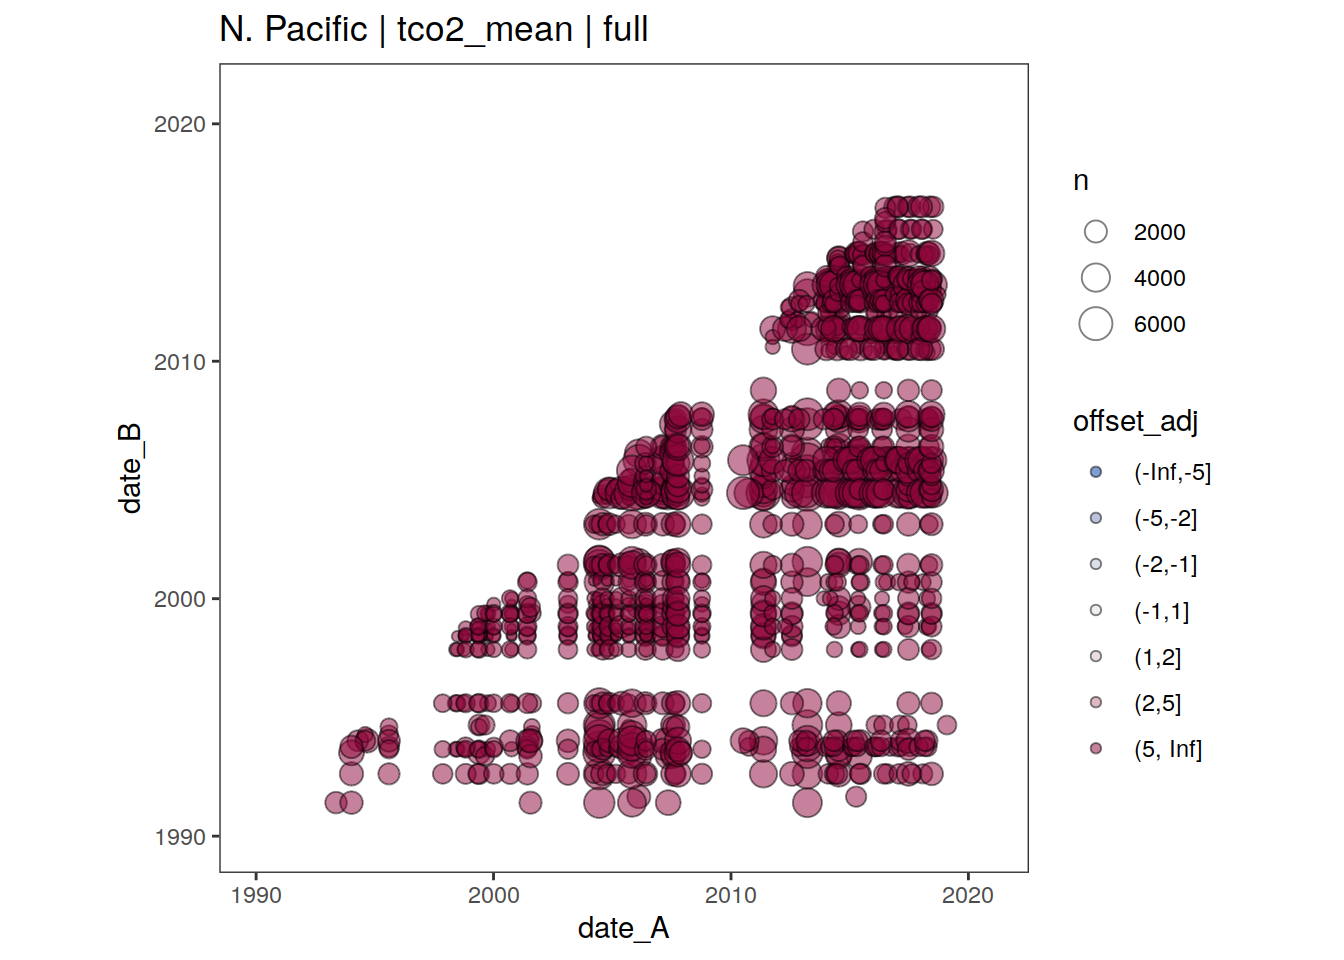 N. Pacific | tco2_mean | full
2020
2010
2000
1990
date_B
1990
2000
2010
2020
date_A
n
2000
4000
6000
offset_adj
(-Inf,-5]
(-5,-2]
(-2,-1]
(-1,1]
(1,2]
(2,5]
(5, Inf]